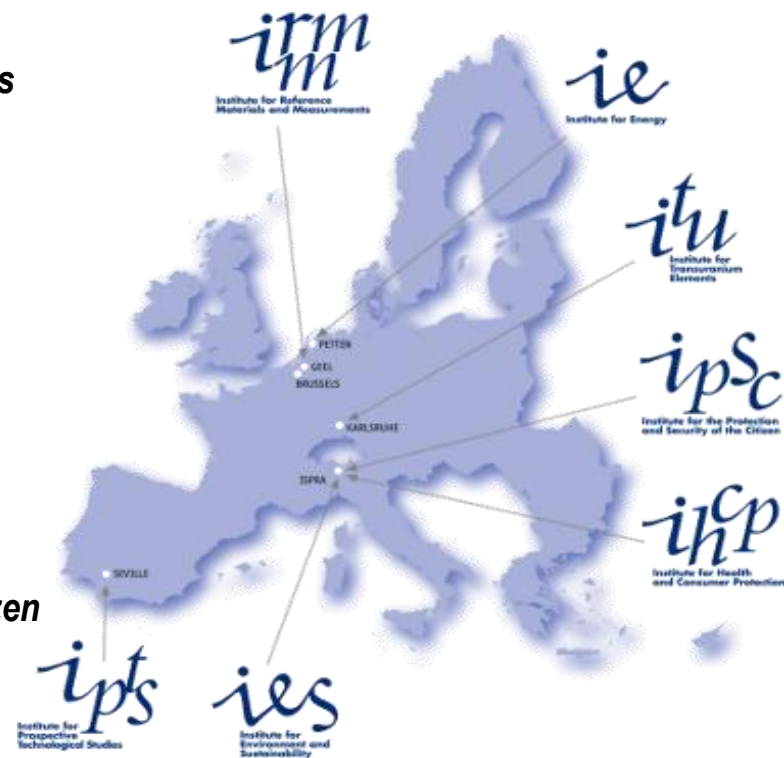 s
irmm
Institute for Reference
Materials and Measurements
ie
Institute for Energy
itu
Institute for
Transuranium
Elements
PETTEN
GEEL
BRUSSELS
ipsc
Institute for the Protection
and Security of the Citizen
KARLSRUHE
ISPRA
ihcp
Institute for Health
and Consumer Protection
SEVILLE
zen
ipts
Institute for
Prospective
Technological Studies
ies
Institute for
Environment and
Sustainability